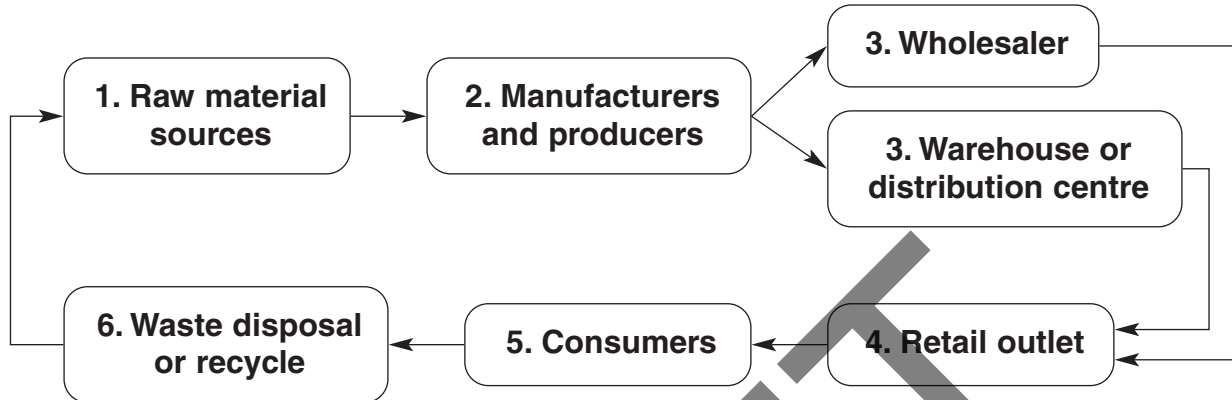 3. Wholesaler
1. Raw material
sources
2. Manufacturers
and producers
3. Warehouse or
distribution centre
6. Waste disposal
or recycle
5. Consumers
4. Retail outlet